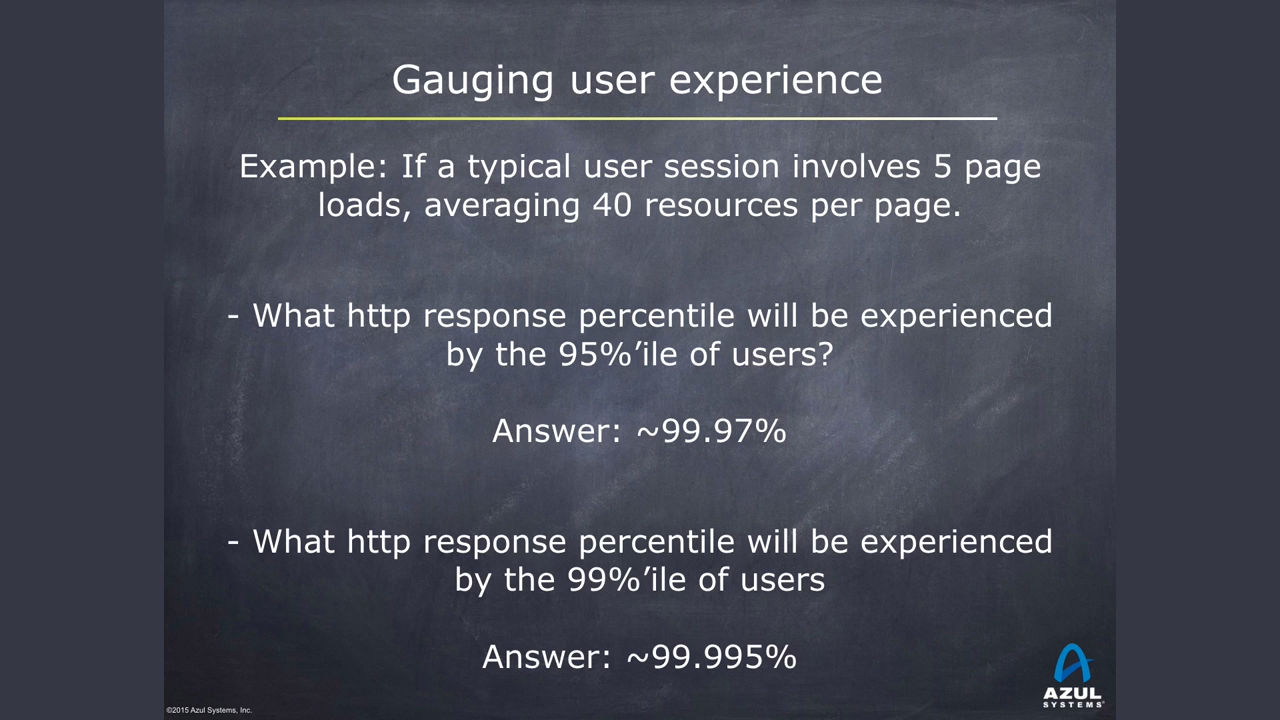 Gauging user experience
Example: If a typical user session involves 5 page
loads, averaging 40 resources per page.
- What http response percentile will be experienced
by the 95%’ile of users?
Answer: ~99.97%
- What http response percentile will be experienced
by the 99%’ile of users
Answer: ~99.995%
©2015 Azul Systems, Inc.
AZUL
SYSTEMS®